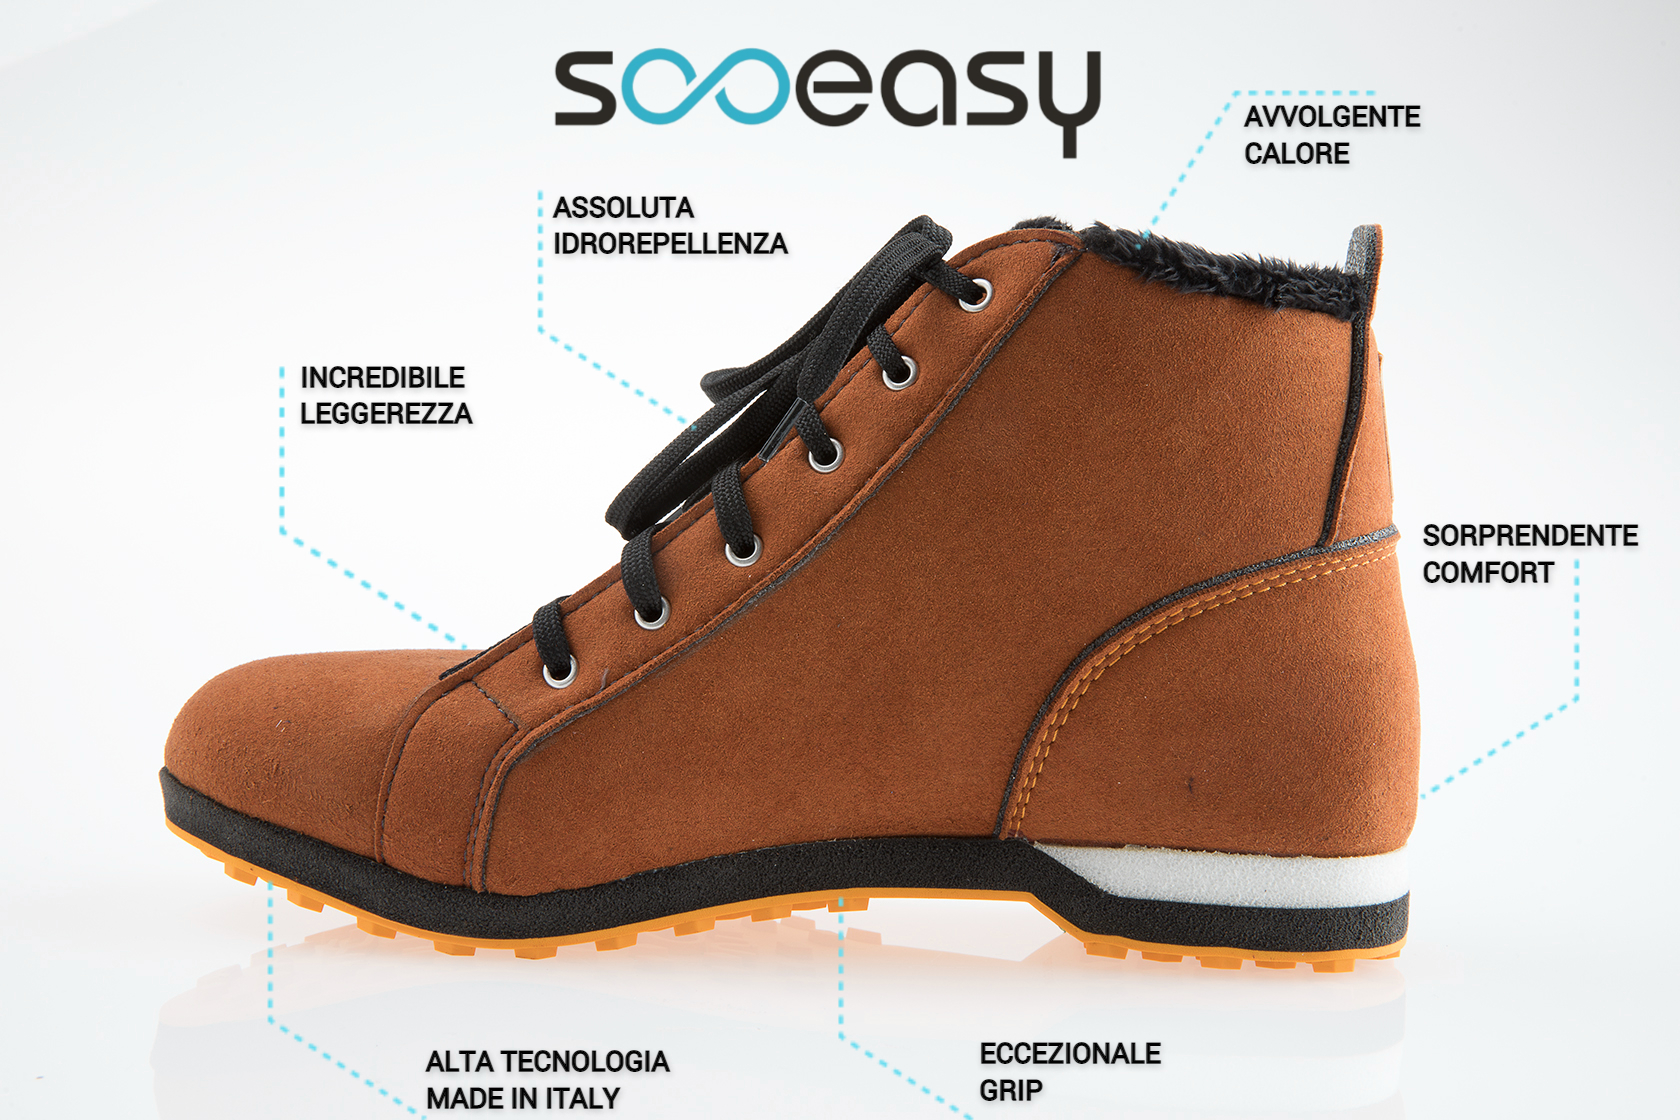 sooeasy
AVVOLGENTE
CALORE
ASSOLUTA
IDROREPELLENZA
INCREDIBILE
LEGGEREZZA
SORPRENDENTE
COMFORT
ALTA TECNOLOGIA
MADE IN ITALY
ECCEZIONALE
GRIP